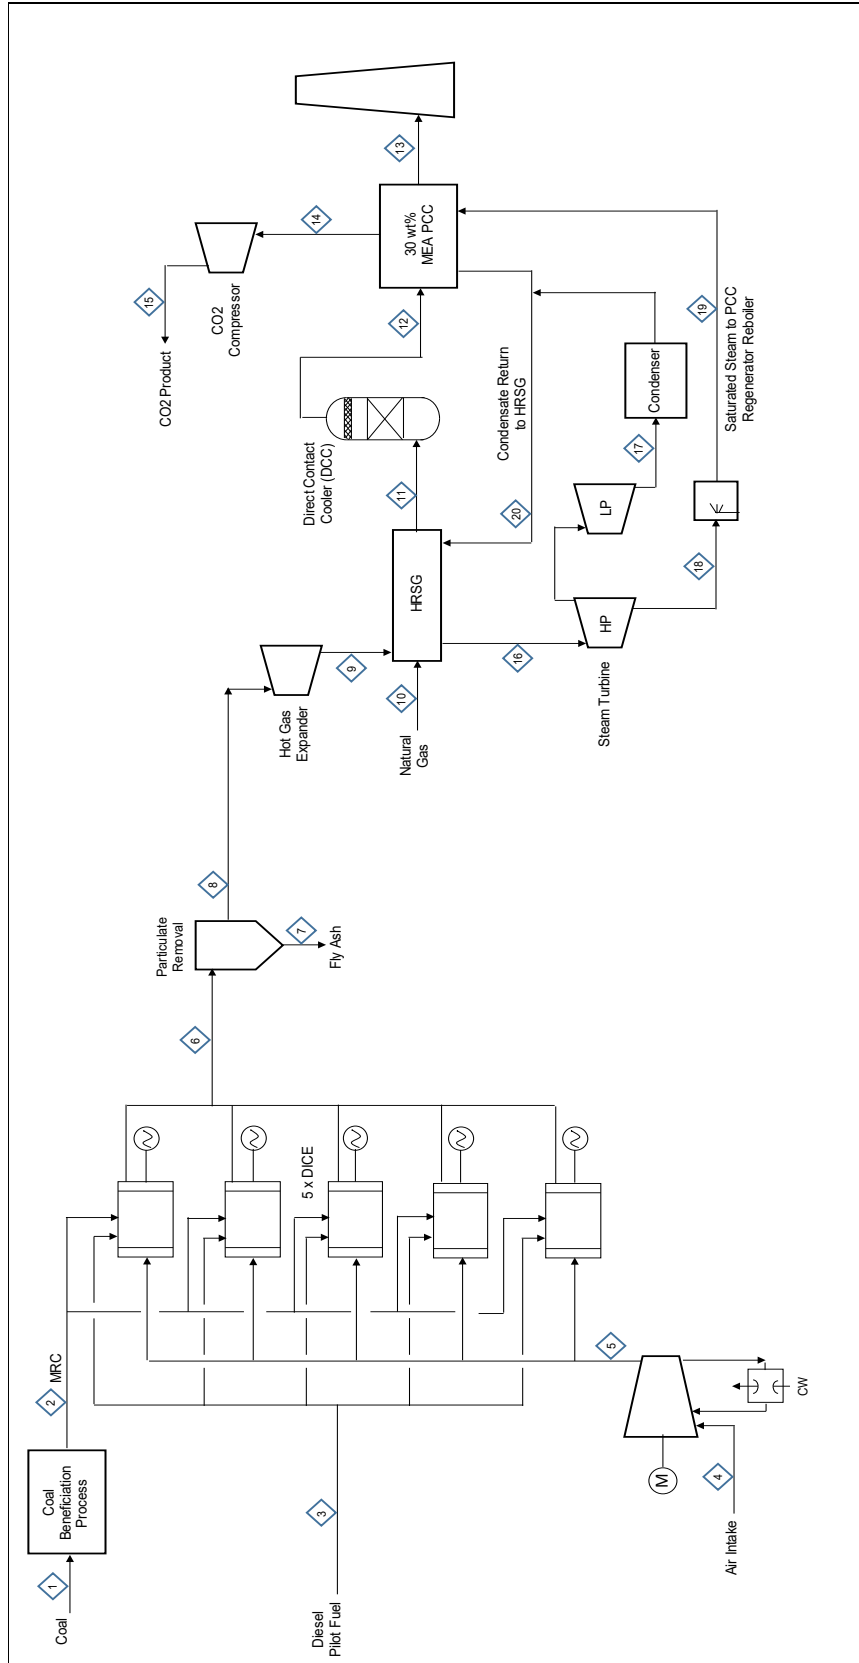 Coal
1
Coal
Beneficiation
Process
2
MRC
Diesel
Pilot Fuel
3
Air Intake
4
M
CW
5
5 x DICE
6
Particulate
Removal
7
Fly Ash
8
Hot Gas
Expander
9
Natural
Gas
10
HRSG
11
Direct Contact
Cooler (DCC)
12
30 wt%
MEA PCC
13
14
CO2
Compressor
15
CO2 Product
16
Steam Turbine
HP
LP
17
Condenser
18
19
Saturated Steam to PCC
Regenerator Reboiler
Condensate Return
to HRSG
20